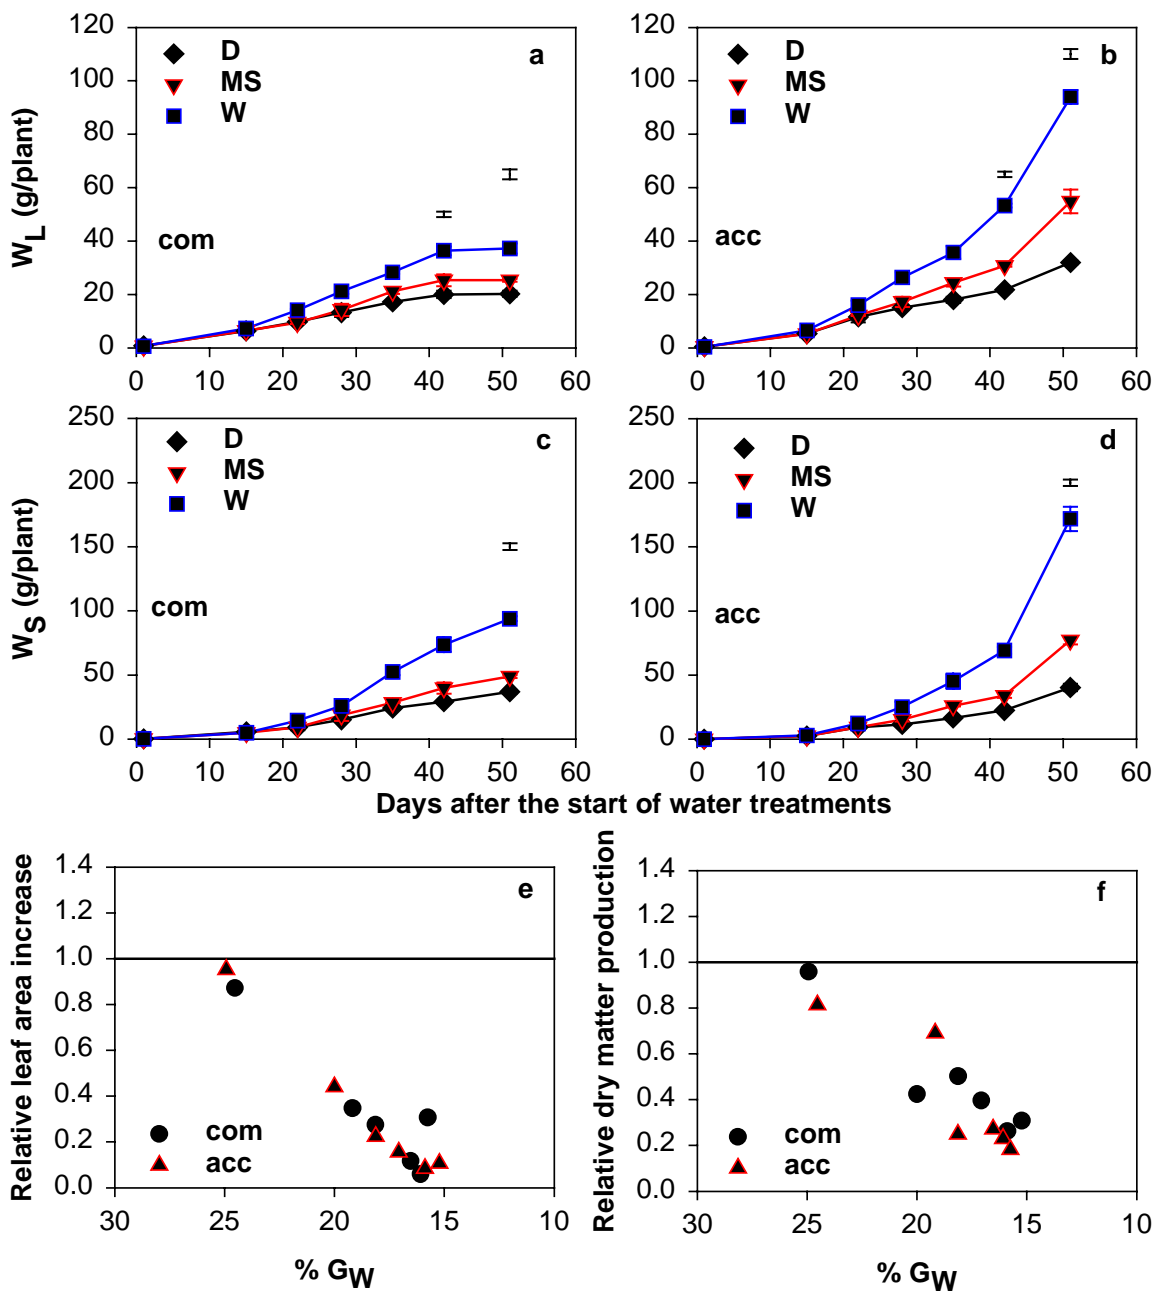 120
100
80
60
40
20
0
W_L (g/plant)
D
MS
W
a
com
0 10 20 30 40 50 60
120
100
80
60
40
20
0
D
MS
W
b
acc
0 10 20 30 40 50 60
250
200
150
100
50
0
W_S (g/plant)
D
MS
W
c
com
0 10 20 30 40 50 60
250
200
150
100
50
0
D
MS
W
d
acc
0 10 20 30 40 50 60
Days after the start of water treatments
1.4
1.2
1.0
0.8
0.6
0.4
0.2
0.0
Relative leaf area increase
e
com
acc
30 25 20 15 10
% G_W
1.4
1.2
1.0
0.8
0.6
0.4
0.2
0.0
Relative dry matter production
f
com
acc
30 25 20 15 10
% G_W